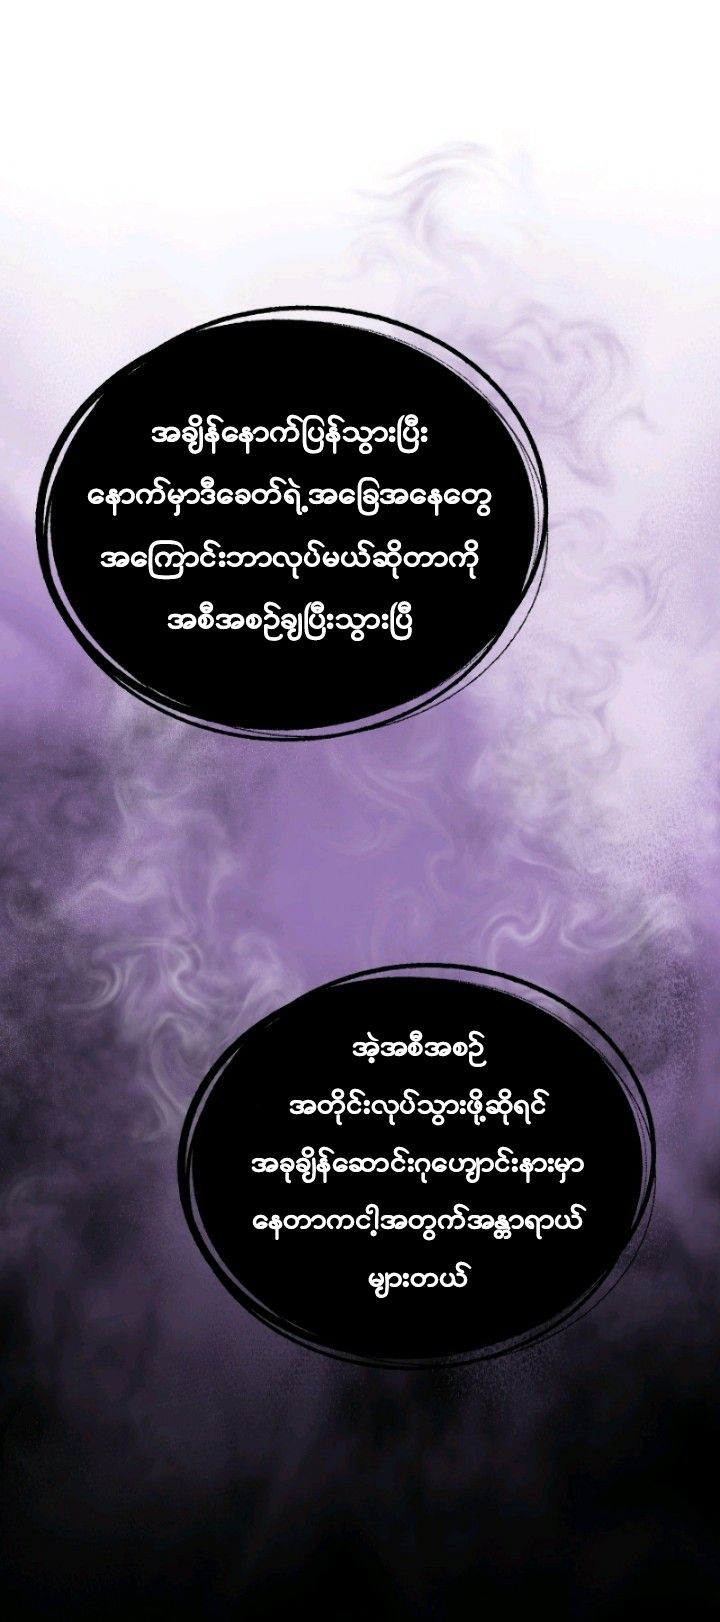 အချိန်နောက်ပြန်သွားပြီး
နောက်မှာဒီခေတ်ရဲ့အခြေအနေတွေ
အကြောင်းဘာလုပ်မယ်ဆိုတာကို
အစီအစဉ်ချပြီးသွားပြီ
အဲ့အစီအစဉ်
အတိုင်းလုပ်သွားဖို့ဆိုရင်
အခုချိန်ဆောင်းဂုဟျောင်းနားမှာ
နေတာကငါ့အတွက်အန္တာရာယ်
များတယ်